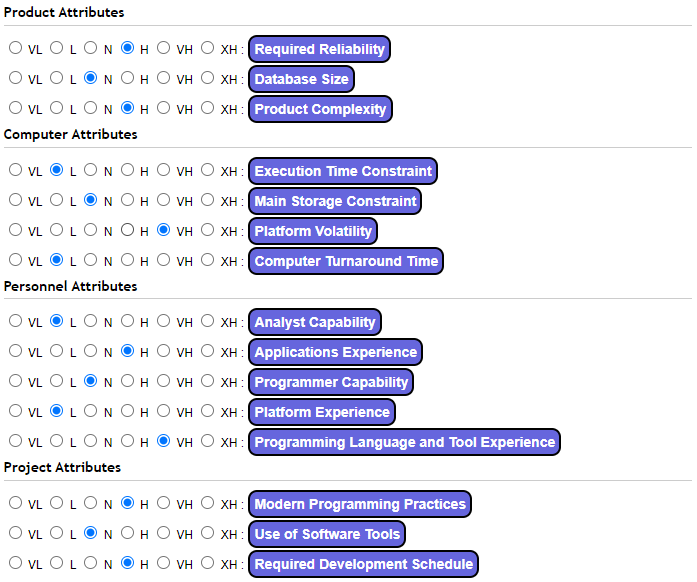 Product Attributes
VL L N H VH XH : Required Reliability
VL L N H VH XH : Database Size
VL L N H VH XH : Product Complexity
Computer Attributes
VL L N H VH XH : Execution Time Constraint
VL L N H VH XH : Main Storage Constraint
VL L N H VH XH : Platform Volatility
VL L N H VH XH : Computer Turnaround Time
Personnel Attributes
VL L N H VH XH : Analyst Capability
VL L N H VH XH : Applications Experience
VL L N H VH XH : Programmer Capability
VL L N H VH XH : Platform Experience
VL L N H VH XH : Programming Language and Tool Experience
Project Attributes
VL L N H VH XH : Modern Programming Practices
VL L N H VH XH : Use of Software Tools
VL L N H VH XH : Required Development Schedule